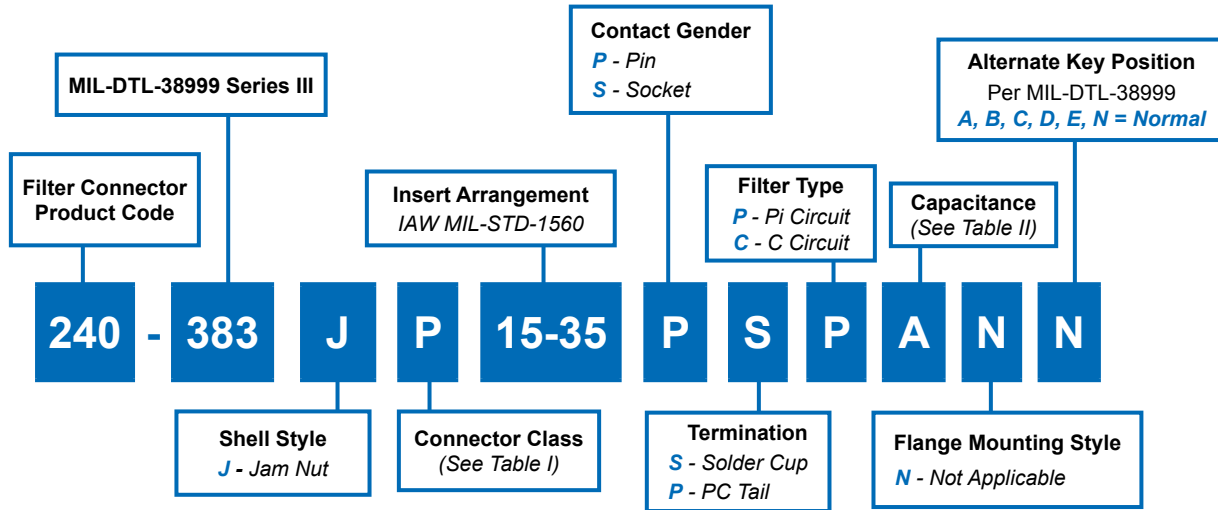 Contact Gender
P - Pin
S - Socket
MIL-DTL-38999 Series III
Alternate Key Position
Per MIL-DTL-38999
A, B, C, D, E, N = Normal
Filter Connector
Product Code
Insert Arrangement
IAW MIL-STD-1560
Filter Type
P - Pi Circuit
C - C Circuit
Capacitance
(See Table II)
240 - 383 J P 15-35 P S P A N N
Shell Style
J - Jam Nut
Connector Class
(See Table I)
Termination
S - Solder Cup
P - PC Tail
Flange Mounting Style
N - Not Applicable